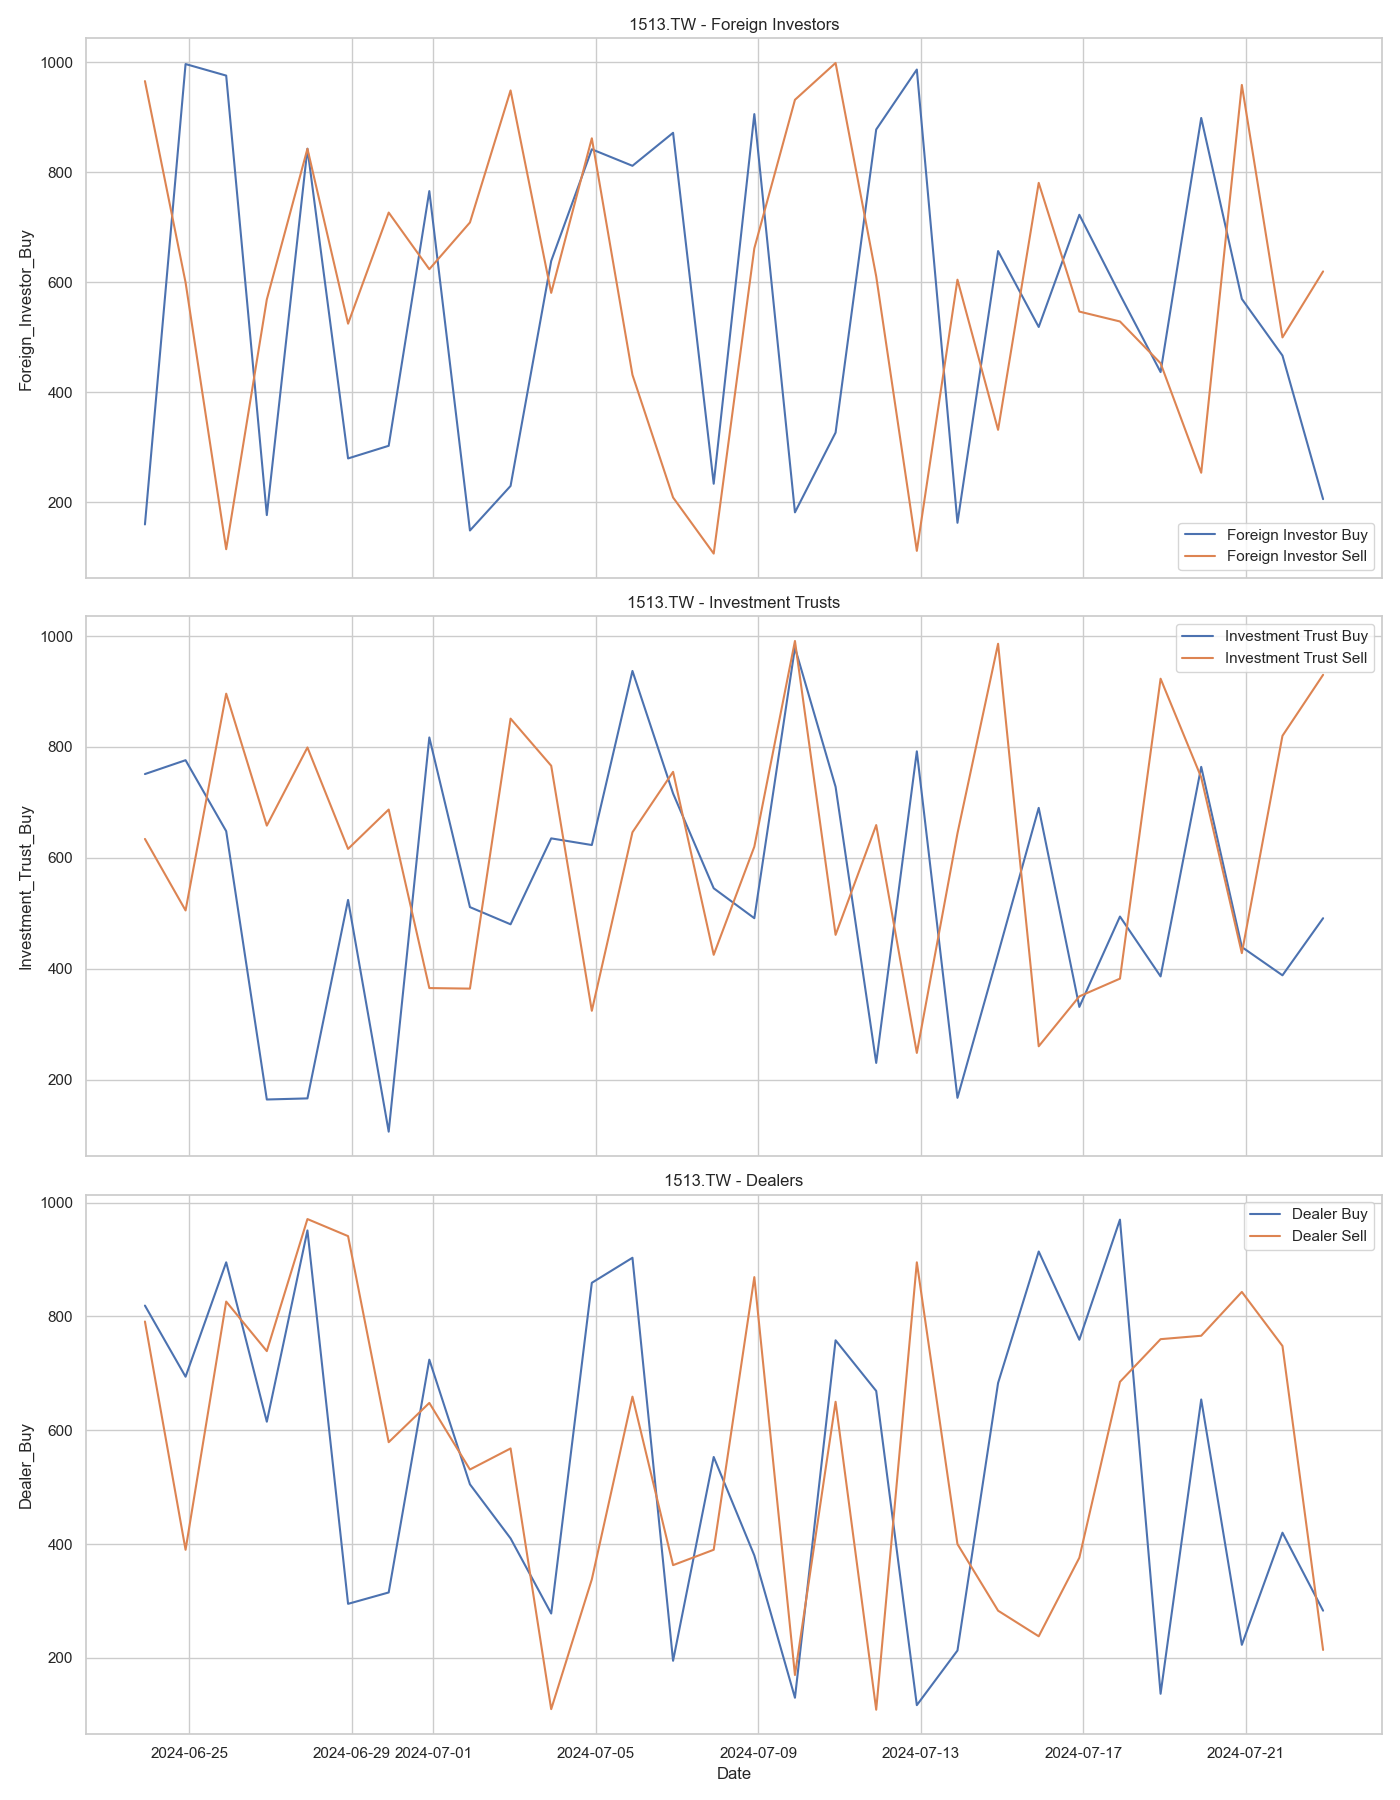 1513.TW - Foreign Investors
1000
800
600
400
200
Foreign_Investor_Buy
Foreign Investor Buy
Foreign Investor Sell
1513.TW - Investment Trusts
1000
800
600
400
200
Investment_Trust_Buy
Investment Trust Buy
Investment Trust Sell
1513.TW - Dealers
1000
800
600
400
200
Dealer_Buy
Dealer Buy
Dealer Sell
2024-06-25 2024-06-29 2024-07-01 2024-07-05 2024-07-09 2024-07-13 2024-07-17 2024-07-21
Date